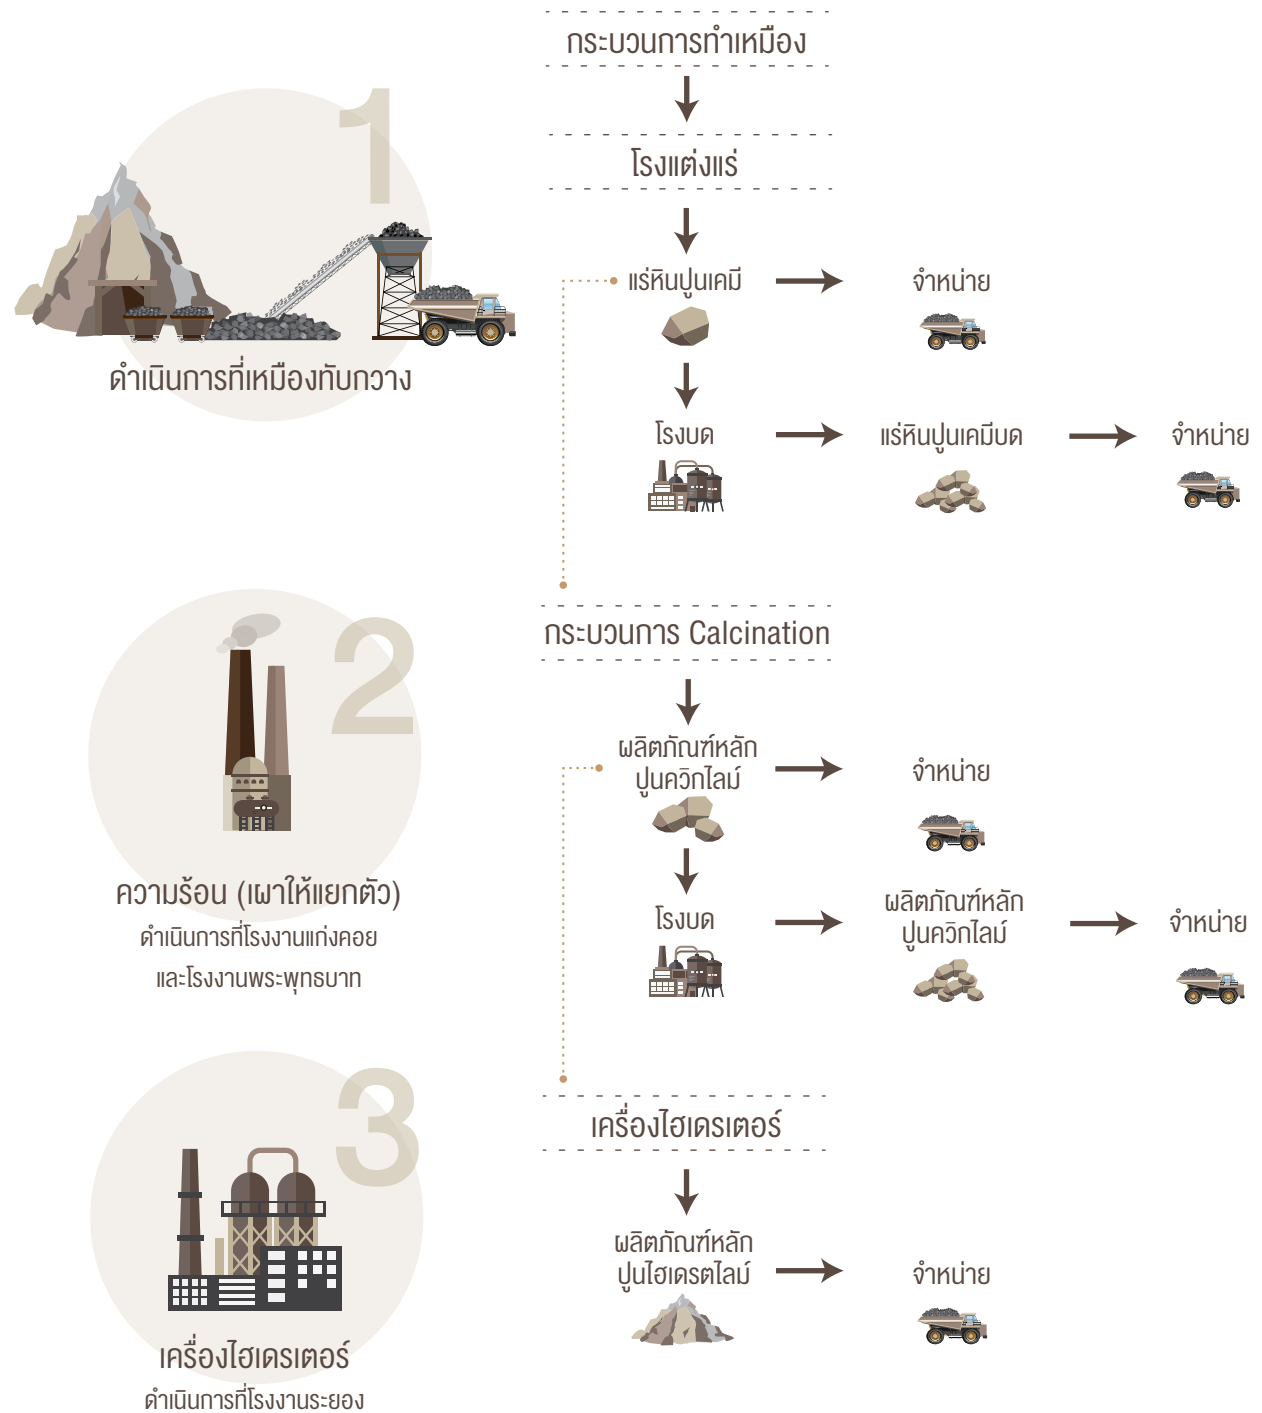 กระบวนการทำเหมือง
1
โรงแต่งแร่
แร่หินปูนเคมี
จำหน่าย
ดำเนินการที่เหมืองทับกวาง
โรงบด
แร่หินปูนเคมีบด
จำหน่าย
2
กระบวนการ Calcination
ผลิตภัณฑ์หลัก
ปูนควิกไลม์
จำหน่าย
ความร้อน (เผาให้แยกตัว)
ดำเนินการที่โรงงานแก่งคอย
และโรงงานพระพุทธบาท
โรงบด
ผลิตภัณฑ์หลัก
ปูนควิกไลม์
จำหน่าย
3
เครื่องไฮเดรเตอร์
ผลิตภัณฑ์หลัก
ปูนไฮเดรตไลม์
จำหน่าย
เครื่องไฮเดรเตอร์
ดำเนินการที่โรงงานระยอง